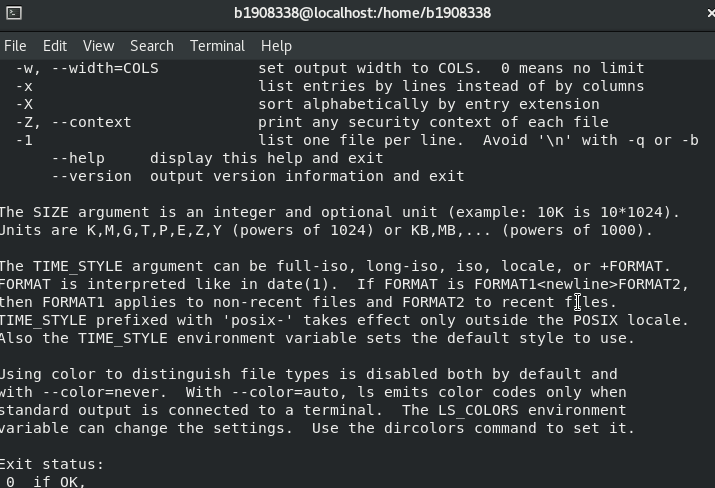 b1908338@localhost:/home/b1908338
File Edit View Search Terminal Help
-w, --width=COLS set output width to COLS. 0 means no limit
-x list entries by lines instead of by columns
-X sort alphabetically by entry extension
-Z, --context print any security context of each file
-1 list one file per line. Avoid '\n' with -q or -b
--help display this help and exit
--version output version information and exit
The SIZE argument is an integer and optional unit (example: 10K is 10*1024).
Units are K,M,G,T,P,E,Z,Y (powers of 1024) or KB,MB,... (powers of 1000).
The TIME_STYLE argument can be full-iso, long-iso, iso, locale, or +FORMAT.
FORMAT is interpreted like in date(1). If FORMAT is FORMAT1<newline>FORMAT2,
then FORMAT1 applies to non-recent files and FORMAT2 to recent files.
TIME_STYLE prefixed with 'posix-' takes effect only outside the POSIX locale.
Also the TIME_STYLE environment variable sets the default style to use.
Using color to distinguish file types is disabled both by default and
with --color=never. With --color=auto, ls emits color codes only when
standard output is connected to a terminal. The LS_COLORS environment
variable can change the settings. Use the dircolors command to set it.
Exit status:
0 if OK,